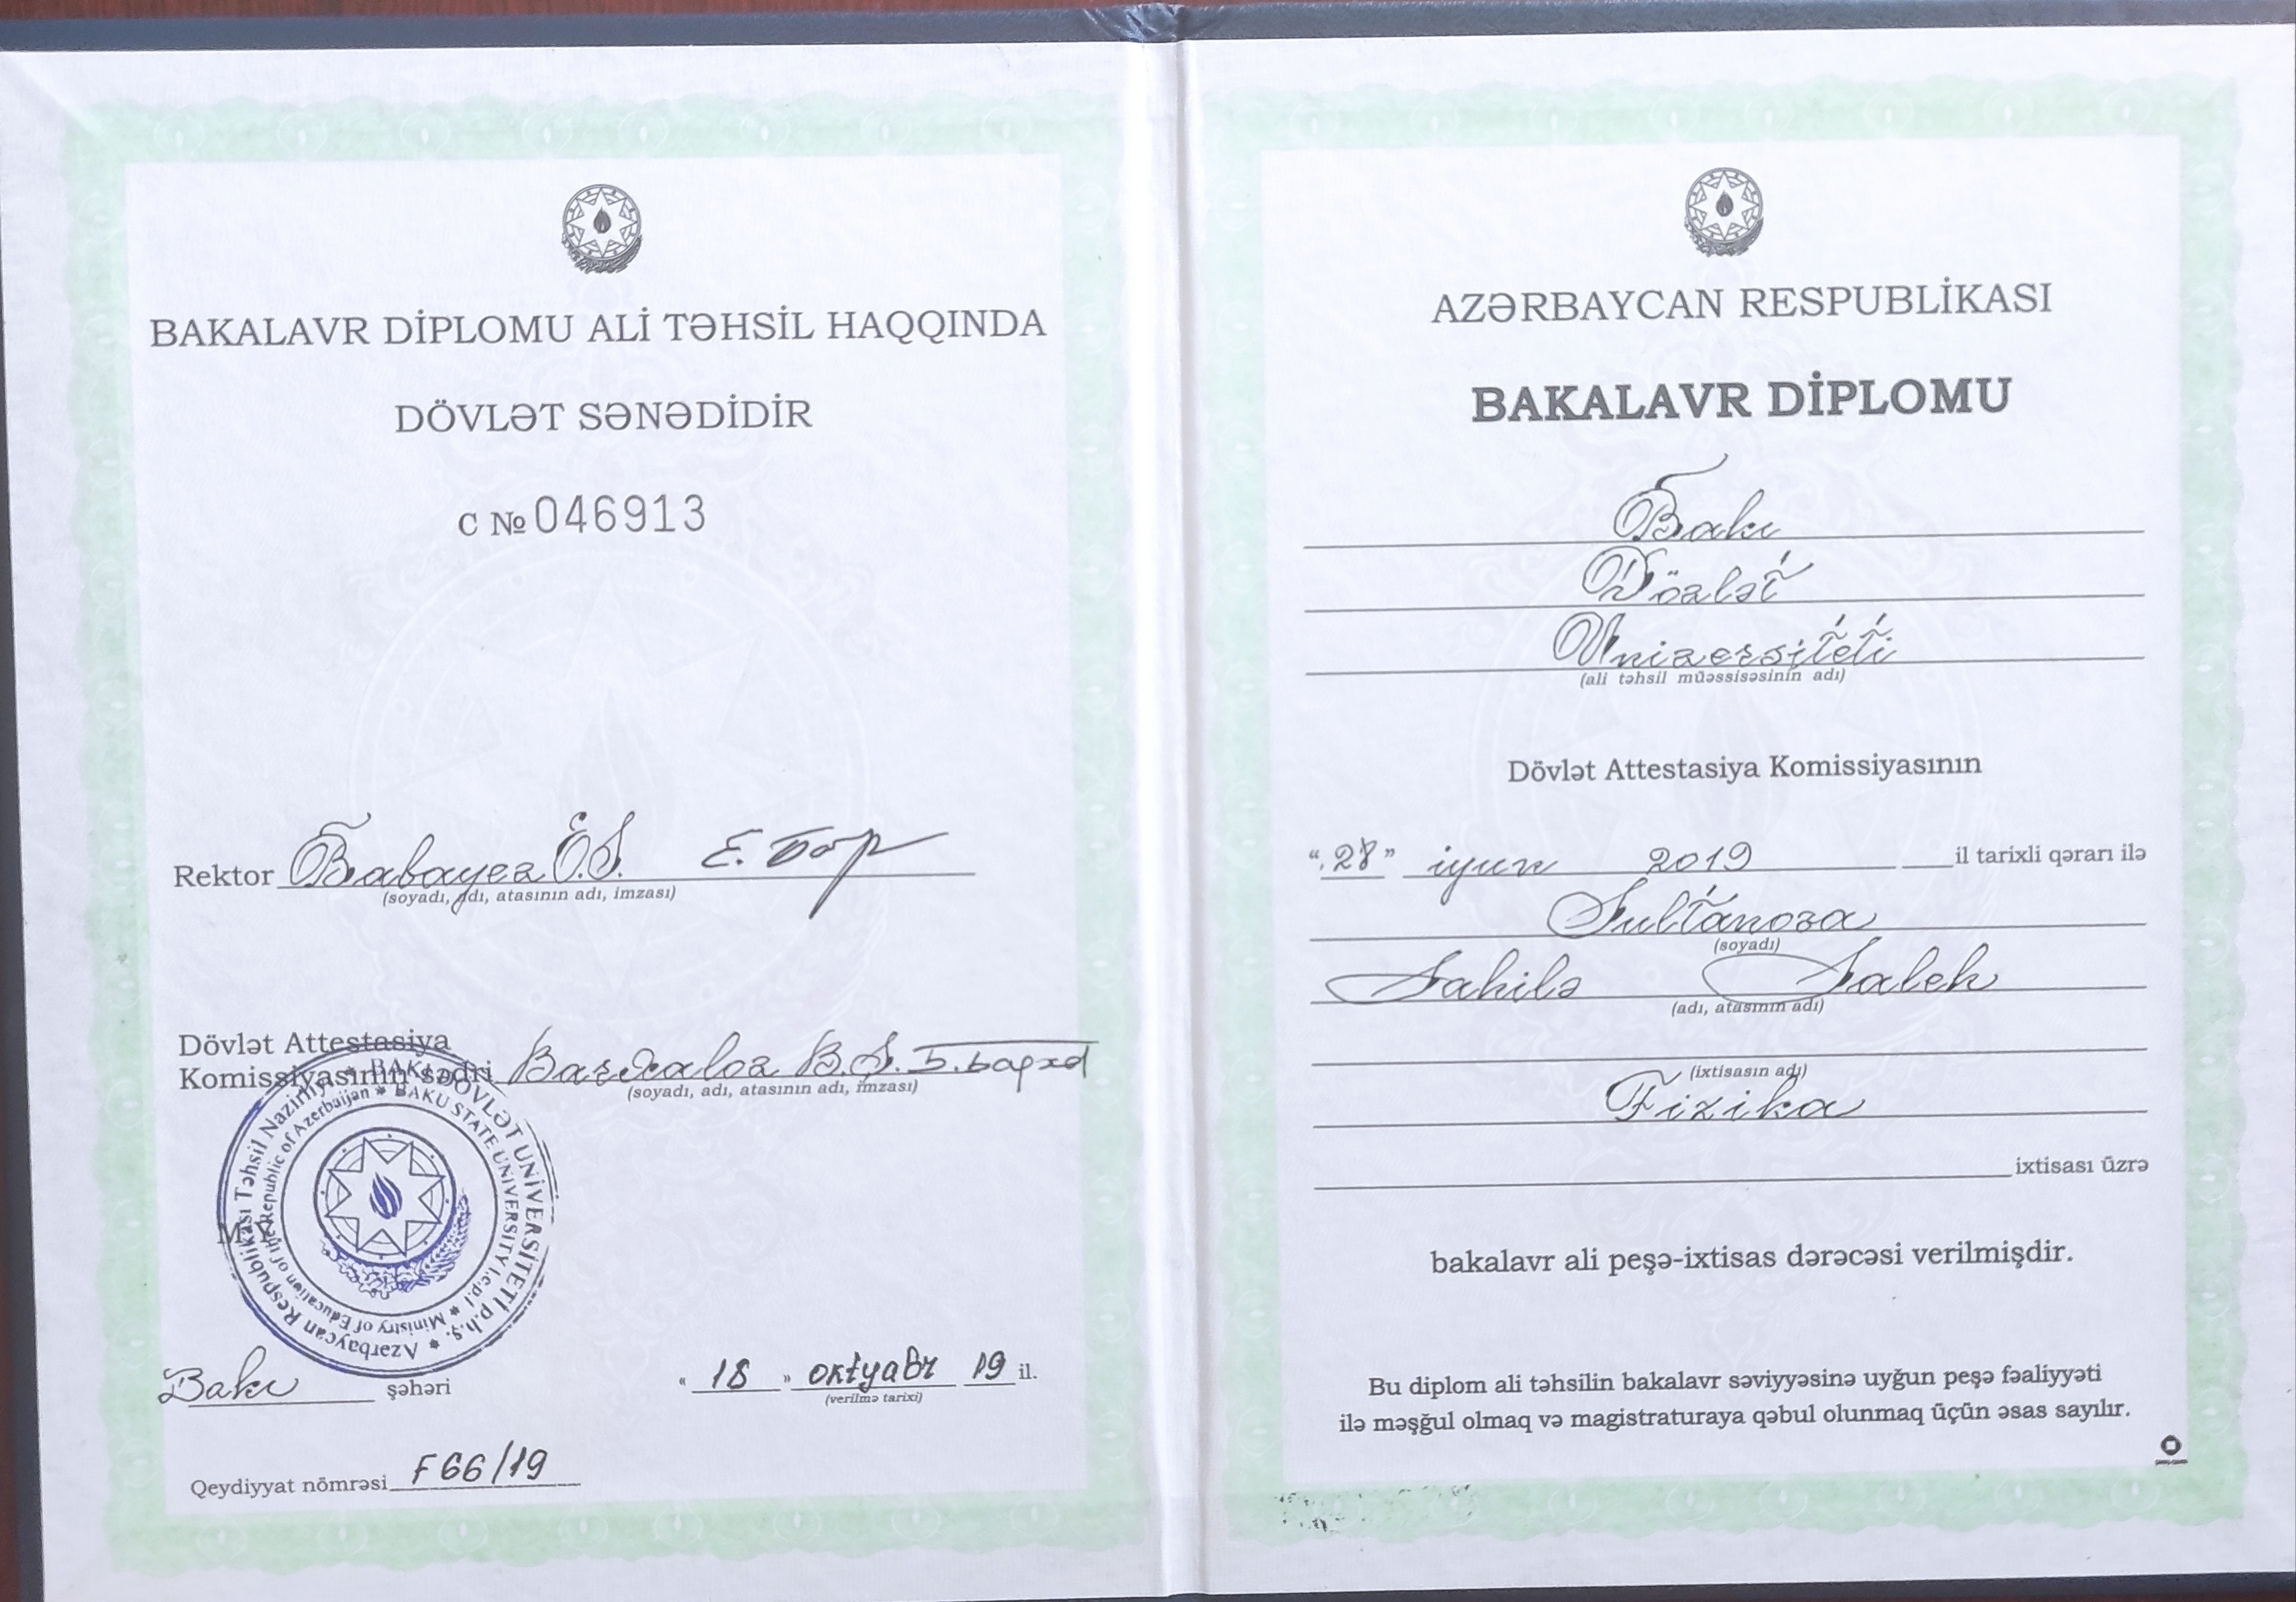 BAKALAVR DİPLOMU ALİ TƏHSİL HAQQINDA
DÖVLƏT SƏNƏDİDİR
C № 046913
Rektor Babayev E.S.
(soyadı, adı, atasının adı, imzası)
Dövlət Attestasiya
Komissiyasının sədri Barxalov B.Ş.
(soyadı, adı, atasının adı, imzası)
M.Y.
Azərbaycan Respublikası Təhsil Nazirliyi * BAKI DÖVLƏT UNİVERSİTETİ p.h.ş. *
Ministry of Education of the Republic of Azerbaijan * BAKU STATE UNIVERSITY l.e.p.l *
Bakı şəhəri
« 18 » oktyabr 19 il.
(verilmə tarixi)
Qeydiyyat nömrəsi F66/19
AZƏRBAYCAN RESPUBLİKASI
BAKALAVR DİPLOMU
Bakı
Dövlət
Universiteti
(ali təhsil müəssisəsinin adı)
Dövlət Attestasiya Komissiyasının
"28" iyun 2019 il tarixli qərarı ilə
Sultanova
(soyadı)
Sahilə Saleh
(adı, atasının adı)
(ixtisasın adı)
Fizika
ixtisası üzrə
bakalavr ali peşə-ixtisas dərəcəsi verilmişdir.
Bu diplom ali təhsilin bakalavr səviyyəsinə uyğun peşə fəaliyyəti
ilə məşğul olmaq və magistraturaya qəbul olunmaq üçün əsas sayılır.